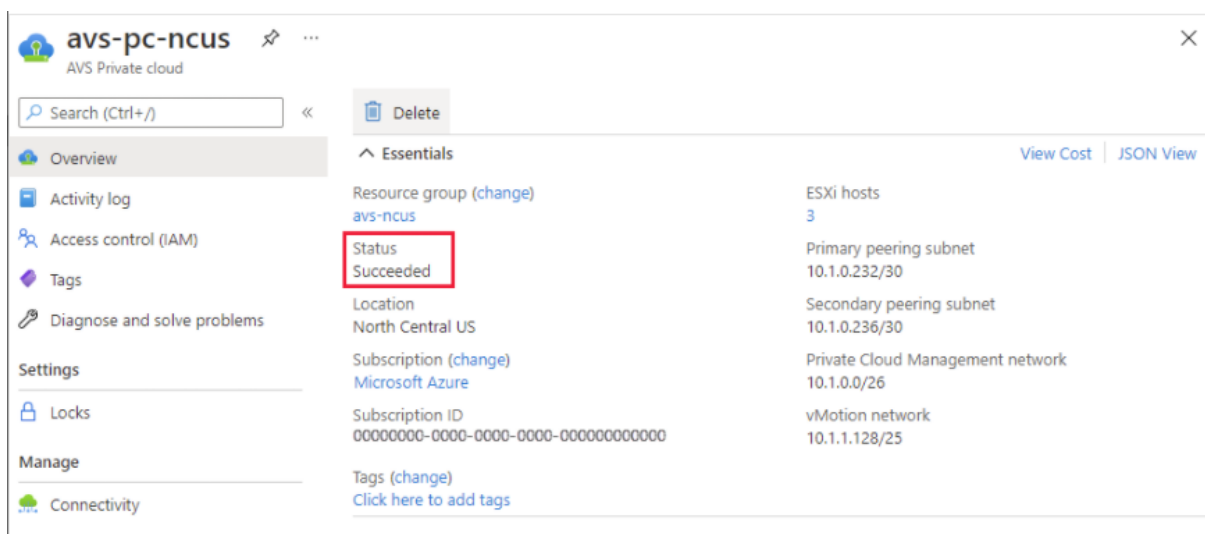 avs-pc-ncus ...
AVS Private cloud
Search (Ctrl+/)
«
Overview
Activity log
Access control (IAM)
Tags
Diagnose and solve problems
Settings
Locks
Manage
Connectivity
Delete
Essentials
View Cost | JSON View
Resource group (change)
avs-ncus
Status
Succeeded
Location
North Central US
Subscription (change)
Microsoft Azure
Subscription ID
00000000-0000-0000-0000-000000000000
Tags (change)
Click here to add tags
ESXi hosts
3
Primary peering subnet
10.1.0.232/30
Secondary peering subnet
10.1.0.236/30
Private Cloud Management network
10.1.0.0/26
vMotion network
10.1.1.128/25